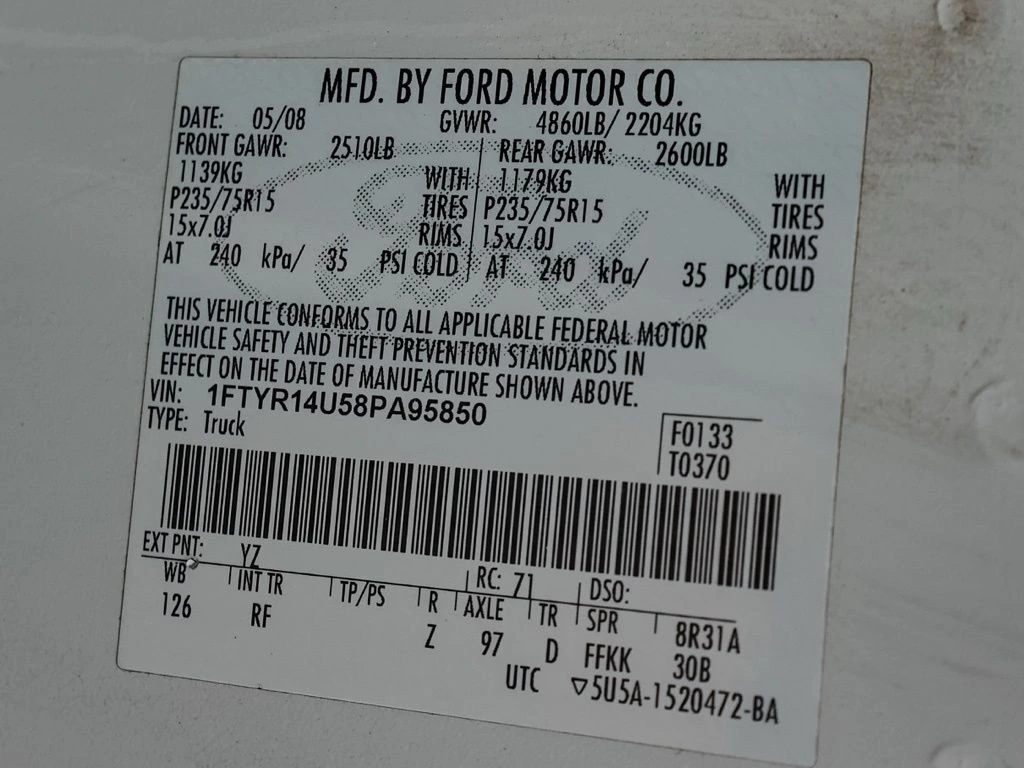 MFD. BY FORD MOTOR CO.
DATE: 05/08 GVWR: 4860LB/ 2204KG
FRONT GAWR: 2510LB REAR GAWR: 2600LB
1139KG WITH 1179KG WITH
P235/75R15 TIRES P235/75R15 TIRES
15x7.0J RIMS 15x7.0J RIMS
AT 240 kPa/ 35 PSI COLD AT 240 kPa/ 35 PSI COLD
Ford
THIS VEHICLE CONFORMS TO ALL APPLICABLE FEDERAL MOTOR
VEHICLE SAFETY AND THEFT PREVENTION STANDARDS IN
EFFECT ON THE DATE OF MANUFACTURE SHOWN ABOVE.
VIN: 1FTYR14U58PA95850
TYPE: Truck
F0133
T0370
EXT PNT: YZ RC: 71 DSO:
WB INT TR TP/PS R AXLE TR SPR 8R31A
126 RF Z 97 D FFKK 30B
UTC ▽5U5A-1520472-BA